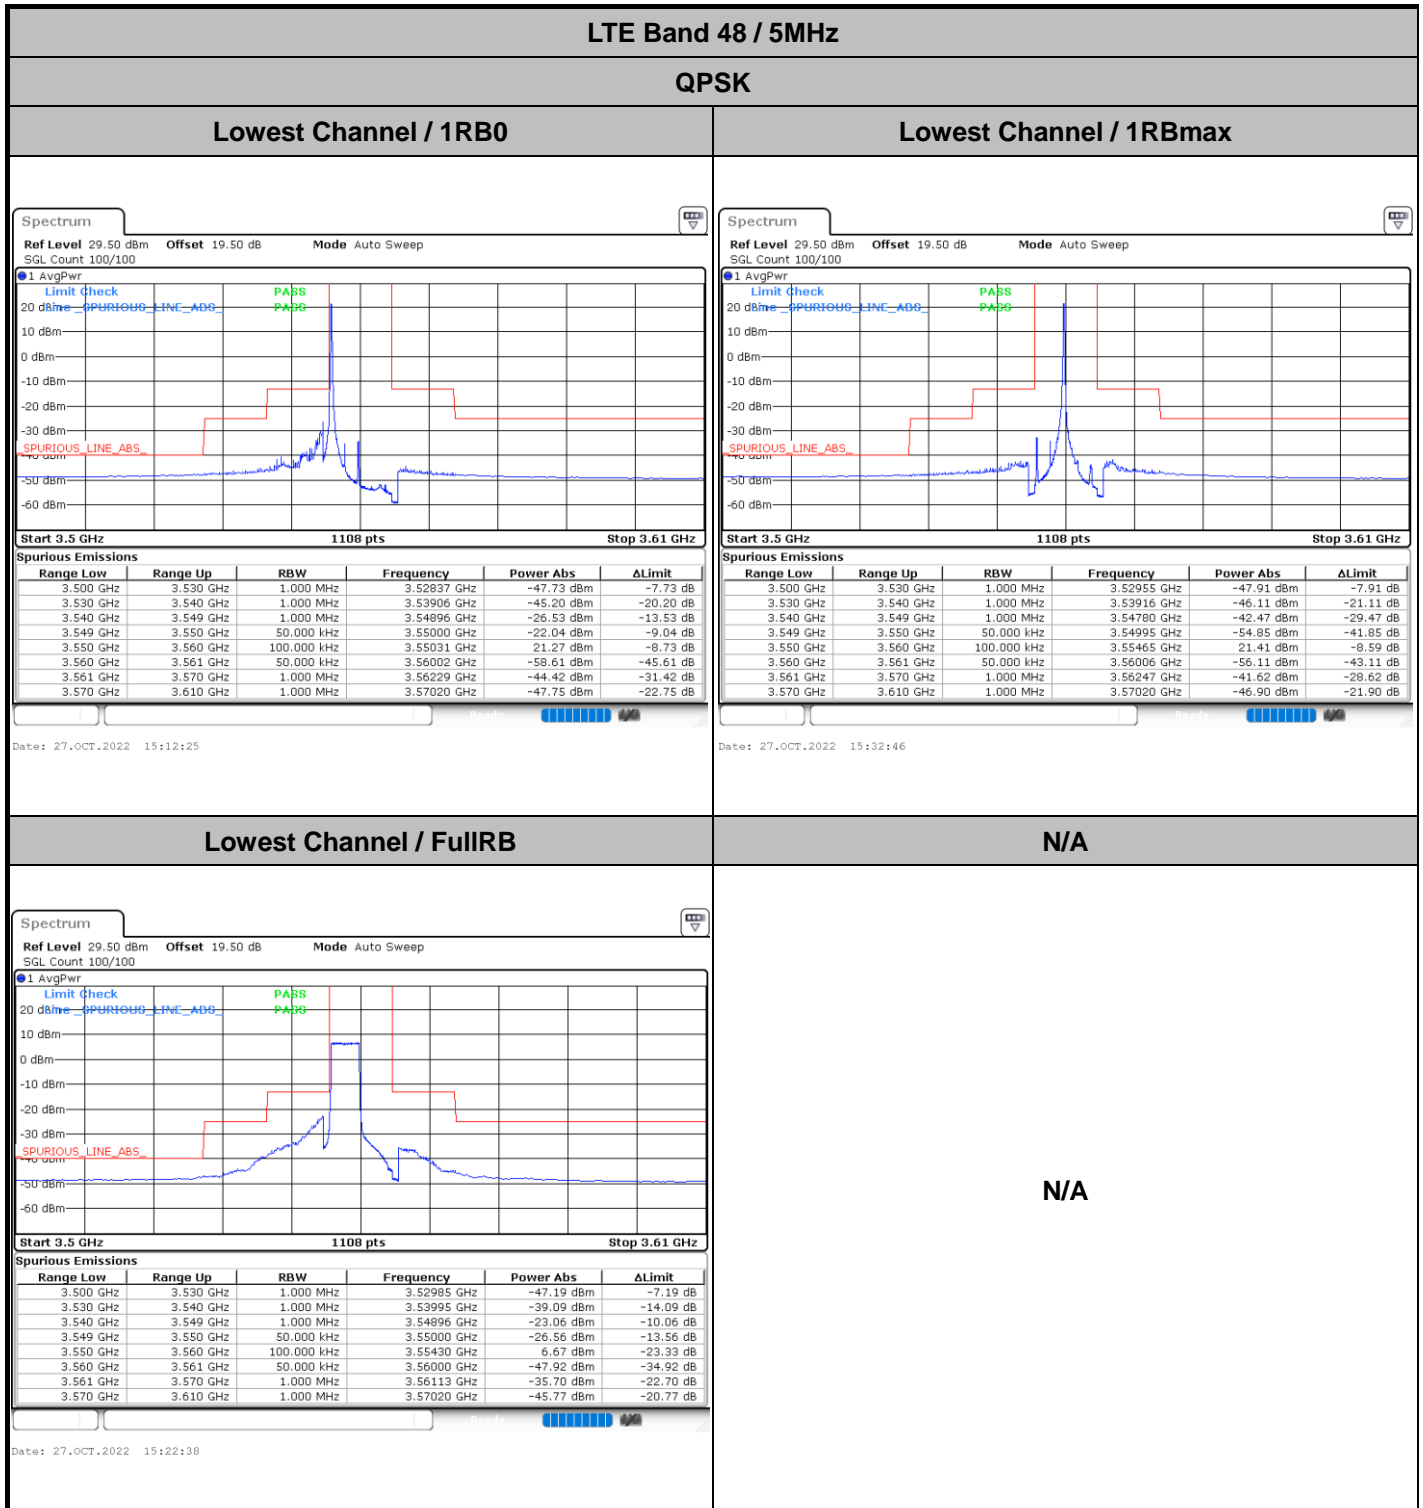 LTE Band 48 / 5MHz
QPSK
Lowest Channel / 1RB0
Lowest Channel / 1RBmax
Spectrum
Ref Level 29.50 dBm Offset 19.50 dB Mode Auto Sweep
SGL Count 100/100
1 AvgPwr
Limit Check PASS
Line _SPURIOUS_LINE_ABS_ PASS
20 dBm
10 dBm
0 dBm
-10 dBm
-20 dBm
-30 dBm
_SPURIOUS_LINE_ABS_
-40 dBm
-50 dBm
-60 dBm
Start 3.5 GHz 1108 pts Stop 3.61 GHz
Spurious Emissions
Range Low Range Up RBW Frequency Power Abs ΔLimit
3.500 GHz 3.530 GHz 1.000 MHz 3.52837 GHz -47.73 dBm -7.73 dB
3.530 GHz 3.540 GHz 1.000 MHz 3.53906 GHz -45.20 dBm -20.20 dB
3.540 GHz 3.549 GHz 1.000 MHz 3.54896 GHz -26.53 dBm -13.53 dB
3.549 GHz 3.550 GHz 50.000 kHz 3.55000 GHz -22.04 dBm -9.04 dB
3.550 GHz 3.560 GHz 100.000 kHz 3.55031 GHz 21.27 dBm -8.73 dB
3.560 GHz 3.561 GHz 50.000 kHz 3.56002 GHz -58.61 dBm -45.61 dB
3.561 GHz 3.570 GHz 1.000 MHz 3.56229 GHz -44.42 dBm -31.42 dB
3.570 GHz 3.610 GHz 1.000 MHz 3.57020 GHz -47.75 dBm -22.75 dB
Ready
Date: 27.OCT.2022 15:12:25
Spectrum
Ref Level 29.50 dBm Offset 19.50 dB Mode Auto Sweep
SGL Count 100/100
1 AvgPwr
Limit Check PASS
Line _SPURIOUS_LINE_ABS_ PASS
20 dBm
10 dBm
0 dBm
-10 dBm
-20 dBm
-30 dBm
_SPURIOUS_LINE_ABS_
-40 dBm
-50 dBm
-60 dBm
Start 3.5 GHz 1108 pts Stop 3.61 GHz
Spurious Emissions
Range Low Range Up RBW Frequency Power Abs ΔLimit
3.500 GHz 3.530 GHz 1.000 MHz 3.52955 GHz -47.91 dBm -7.91 dB
3.530 GHz 3.540 GHz 1.000 MHz 3.53916 GHz -46.11 dBm -21.11 dB
3.540 GHz 3.549 GHz 1.000 MHz 3.54780 GHz -42.47 dBm -29.47 dB
3.549 GHz 3.550 GHz 50.000 kHz 3.54995 GHz -54.85 dBm -41.85 dB
3.550 GHz 3.560 GHz 100.000 kHz 3.55465 GHz 21.41 dBm -8.59 dB
3.560 GHz 3.561 GHz 50.000 kHz 3.56006 GHz -56.11 dBm -43.11 dB
3.561 GHz 3.570 GHz 1.000 MHz 3.56247 GHz -41.62 dBm -28.62 dB
3.570 GHz 3.610 GHz 1.000 MHz 3.57020 GHz -46.90 dBm -21.90 dB
Ready
Date: 27.OCT.2022 15:32:46
Lowest Channel / FullRB
N/A
Spectrum
Ref Level 29.50 dBm Offset 19.50 dB Mode Auto Sweep
SGL Count 100/100
1 AvgPwr
Limit Check PASS
Line _SPURIOUS_LINE_ABS_ PASS
20 dBm
10 dBm
0 dBm
-10 dBm
-20 dBm
-30 dBm
_SPURIOUS_LINE_ABS_
-40 dBm
-50 dBm
-60 dBm
Start 3.5 GHz 1108 pts Stop 3.61 GHz
Spurious Emissions
Range Low Range Up RBW Frequency Power Abs ΔLimit
3.500 GHz 3.530 GHz 1.000 MHz 3.52985 GHz -47.19 dBm -7.19 dB
3.530 GHz 3.540 GHz 1.000 MHz 3.53995 GHz -39.09 dBm -14.09 dB
3.540 GHz 3.549 GHz 1.000 MHz 3.54896 GHz -23.06 dBm -10.06 dB
3.549 GHz 3.550 GHz 50.000 kHz 3.55000 GHz -26.56 dBm -13.56 dB
3.550 GHz 3.560 GHz 100.000 kHz 3.55430 GHz 6.67 dBm -23.33 dB
3.560 GHz 3.561 GHz 50.000 kHz 3.56000 GHz -47.92 dBm -34.92 dB
3.561 GHz 3.570 GHz 1.000 MHz 3.56113 GHz -35.70 dBm -22.70 dB
3.570 GHz 3.610 GHz 1.000 MHz 3.57020 GHz -45.77 dBm -20.77 dB
Ready
Date: 27.OCT.2022 15:22:38
N/A